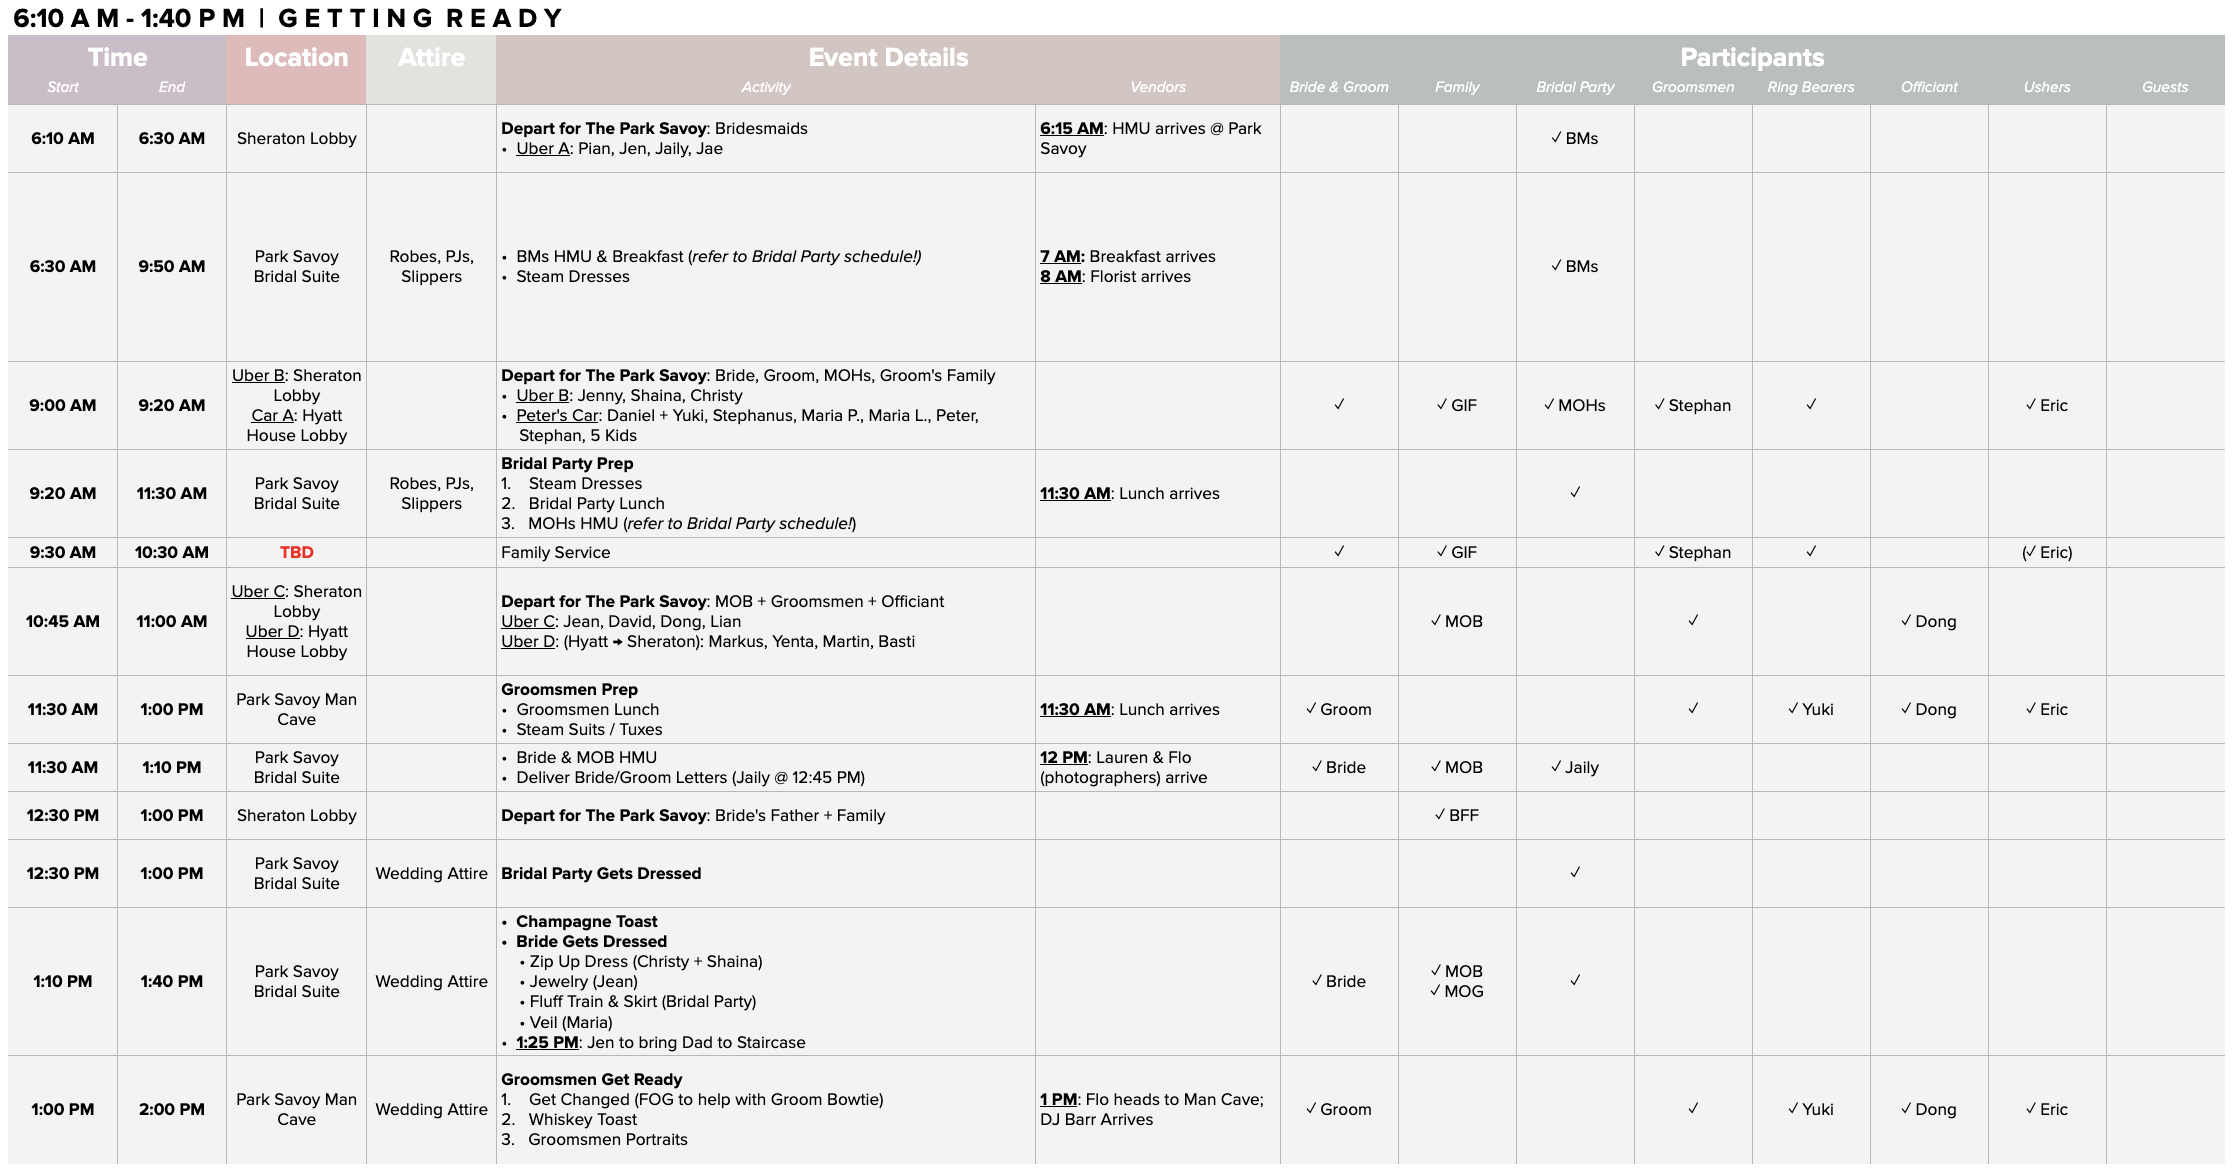 6:10 AM - 1:40 PM | GETTING READY
Time Location Attire Event Details Participants
Start End Activity Vendors Bride & Groom Family Bridal Party Groomsmen Ring Bearers Officiant Ushers Guests
6:10 AM 6:30 AM Sheraton Lobby
Depart for The Park Savoy: Bridesmaids
• Uber A: Pian, Jen, Jaily, Jae
6:15 AM: HMU arrives @ Park
Savoy
✓ BMs
6:30 AM 9:50 AM
Park Savoy
Bridal Suite
Robes, PJs,
Slippers
• BMs HMU & Breakfast (refer to Bridal Party schedule!)
• Steam Dresses
7 AM: Breakfast arrives
8 AM: Florist arrives
✓ BMs
9:00 AM 9:20 AM
Uber B: Sheraton
Lobby
Car A: Hyatt
House Lobby
Depart for The Park Savoy: Bride, Groom, MOHs, Groom's Family
• Uber B: Jenny, Shaina, Christy
• Peter's Car: Daniel + Yuki, Stephanus, Maria P., Maria L., Peter,
Stephan, 5 Kids
✓ ✓ GIF ✓ MOHs ✓ Stephan ✓ ✓ Eric
9:20 AM 11:30 AM
Park Savoy
Bridal Suite
Robes, PJs,
Slippers
Bridal Party Prep
1. Steam Dresses
2. Bridal Party Lunch
3. MOHs HMU (refer to Bridal Party schedule!)
11:30 AM: Lunch arrives
✓
9:30 AM 10:30 AM TBD Family Service ✓ ✓ GIF ✓ Stephan ✓ (✓ Eric)
10:45 AM 11:00 AM
Uber C: Sheraton
Lobby
Uber D: Hyatt
House Lobby
Depart for The Park Savoy: MOB + Groomsmen + Officiant
Uber C: Jean, David, Dong, Lian
Uber D: (Hyatt → Sheraton): Markus, Yenta, Martin, Basti
✓ MOB ✓ ✓ Dong
11:30 AM 1:00 PM
Park Savoy Man
Cave
Groomsmen Prep
• Groomsmen Lunch
• Steam Suits / Tuxes
11:30 AM: Lunch arrives
✓ Groom ✓ ✓ Yuki ✓ Dong ✓ Eric
11:30 AM 1:10 PM
Park Savoy
Bridal Suite
• Bride & MOB HMU
• Deliver Bride/Groom Letters (Jaily @ 12:45 PM)
12 PM: Lauren & Flo
(photographers) arrive
✓ Bride ✓ MOB ✓ Jaily
12:30 PM 1:00 PM Sheraton Lobby Depart for The Park Savoy: Bride's Father + Family ✓ BFF
12:30 PM 1:00 PM
Park Savoy
Bridal Suite
Wedding Attire Bridal Party Gets Dressed ✓
1:10 PM 1:40 PM
Park Savoy
Bridal Suite
Wedding Attire
• Champagne Toast
• Bride Gets Dressed
• Zip Up Dress (Christy + Shaina)
• Jewelry (Jean)
• Fluff Train & Skirt (Bridal Party)
• Veil (Maria)
• 1:25 PM: Jen to bring Dad to Staircase
✓ Bride
✓ MOB
✓ MOG
✓
1:00 PM 2:00 PM
Park Savoy Man
Cave
Wedding Attire
Groomsmen Get Ready
1. Get Changed (FOG to help with Groom Bowtie)
2. Whiskey Toast
3. Groomsmen Portraits
1 PM: Flo heads to Man Cave;
DJ Barr Arrives
✓ Groom ✓ ✓ Yuki ✓ Dong ✓ Eric